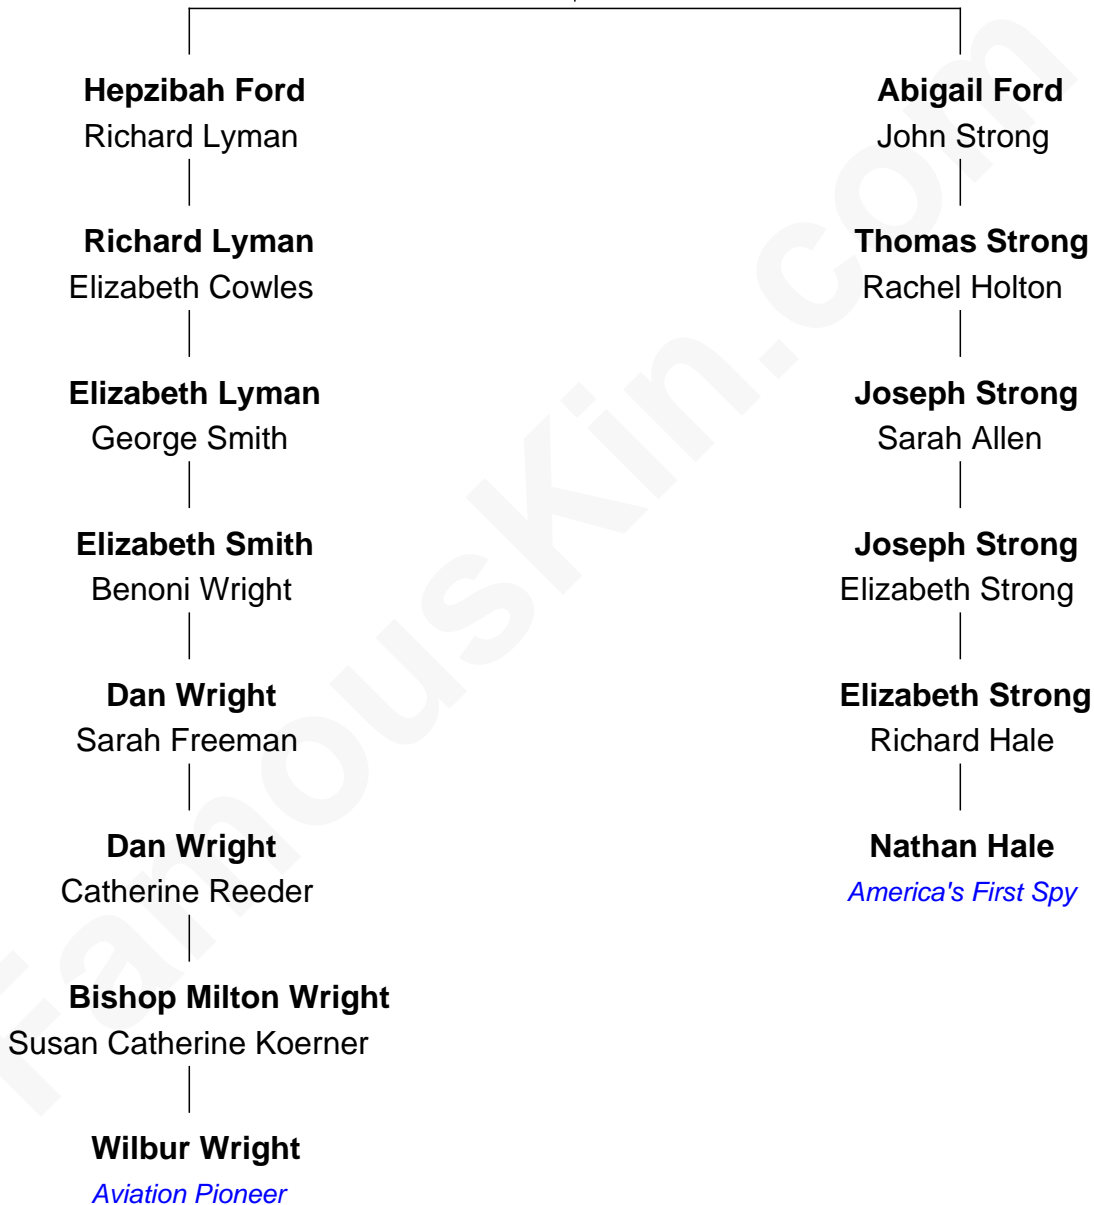 Hepzibah Ford
Richard Lyman
Abigail Ford
John Strong
Richard Lyman
Elizabeth Cowles
Thomas Strong
Rachel Holton
Elizabeth Lyman
George Smith
Joseph Strong
Sarah Allen
Elizabeth Smith
Benoni Wright
Joseph Strong
Elizabeth Strong
Dan Wright
Sarah Freeman
Elizabeth Strong
Richard Hale
Dan Wright
Catherine Reeder
Nathan Hale
America's First Spy
Bishop Milton Wright
Susan Catherine Koerner
Wilbur Wright
Aviation Pioneer
FamousKin.com